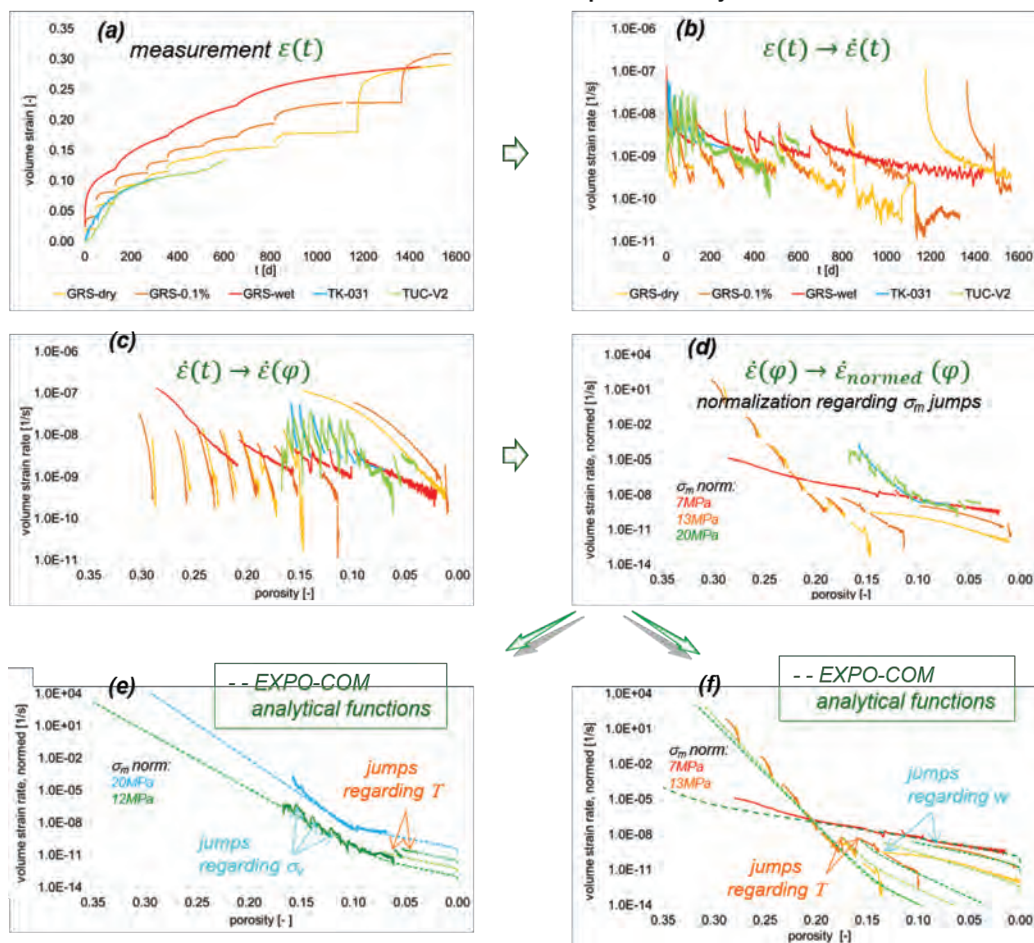 (a)
measurement ε(t)
volume strain [-]
0.35
0.30
0.25
0.20
0.15
0.10
0.05
0.00
0 200 400 600 800 1000 1200 1400 1600
t [d]
GRS-dry GRS-0.1% GRS-wet TK-031 TUC-V2
(b)
ε(t) → ε̇(t)
volume strain rate [1/s]
1.0E-06
1.0E-07
1.0E-08
1.0E-09
1.0E-10
1.0E-11
0 200 400 600 800 1000 1200 1400 1600
t [d]
GRS-dry GRS-0.1% GRS-wet TK-031 TUC-V2
(c)
ε̇(t) → ε̇(φ)
volume strain rate [1/s]
1.0E-06
1.0E-07
1.0E-08
1.0E-09
1.0E-10
1.0E-11
0.35 0.30 0.25 0.20 0.15 0.10 0.05 0.00
porosity [-]
(d)
ε̇(φ) → ε̇normed (φ)
normalization regarding σm jumps
volume strain rate, normed [1/s]
1.0E+04
1.0E+01
1.0E-02
1.0E-05
1.0E-08
1.0E-11
1.0E-14
σm norm:
7MPa
13MPa
20MPa
0.35 0.30 0.25 0.20 0.15 0.10 0.05 0.00
porosity [-]
(e)
-- EXPO-COM
analytical functions
volume strain rate, normed [1/s]
1.0E+04
1.0E+01
1.0E-02
1.0E-05
1.0E-08
1.0E-11
1.0E-14
σm norm:
20MPa
12MPa
jumps
regarding T
jumps
regarding σv
0.35 0.30 0.25 0.20 0.15 0.10 0.05 0.00
porosity [-]
(f)
-- EXPO-COM
analytical functions
volume strain rate, normed [1/s]
1.0E+04
1.0E+01
1.0E-02
1.0E-05
1.0E-08
1.0E-11
1.0E-14
σm norm:
7MPa
13MPa
jumps
regarding w
jumps
regarding T
0.35 0.30 0.25 0.20 0.15 0.10 0.05 0.00
porosity [-]